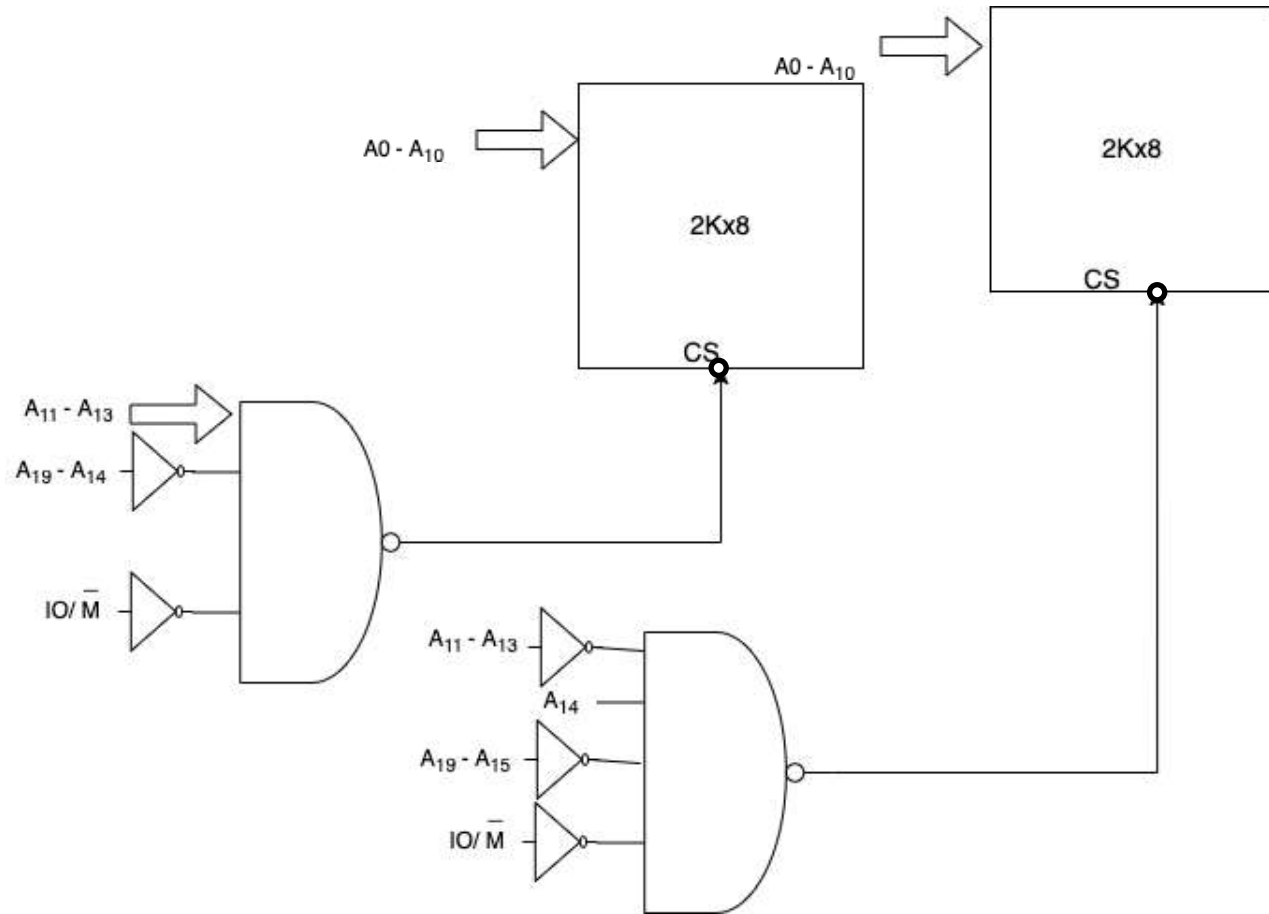 A0 - A₁₀
2Kx8
CS
A0 - A₁₀
2Kx8
CS
A₁₁ - A₁₃
A₁₉ - A₁₄
IO/ M̅
A₁₁ - A₁₃
A₁₄
A₁₉ - A₁₅
IO/ M̅